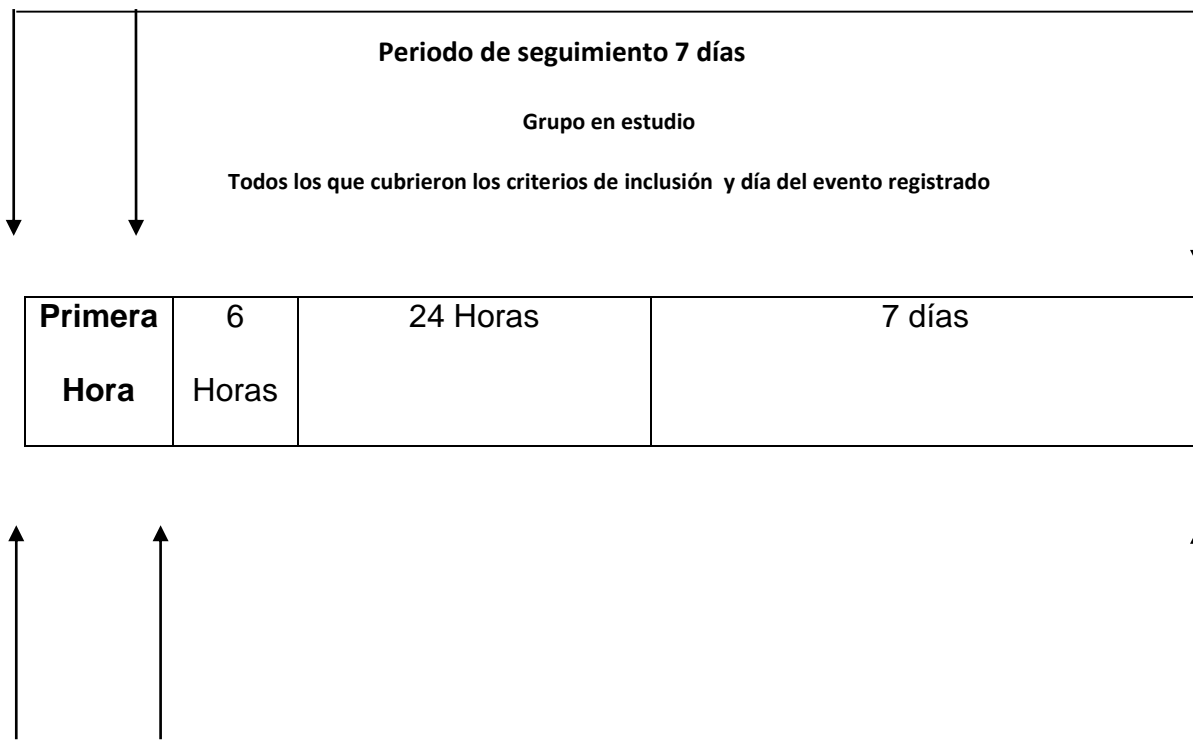 Periodo de seguimiento 7 días
Grupo en estudio
Todos los que cubrieron los criterios de inclusión y día del evento registrado
Primera Hora
6 Horas
24 Horas
7 días